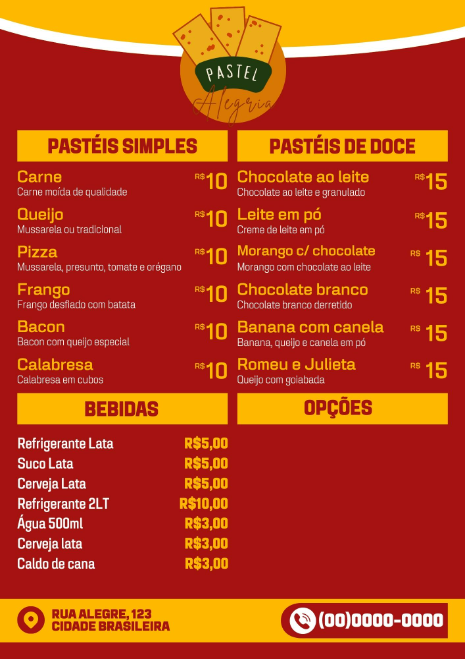 PASTEL
Alegria
PASTÉIS SIMPLES
Carne R$10
Carne moída de qualidade
Queijo R$10
Mussarela ou tradicional
Pizza R$10
Mussarela, presunto, tomate e orégano
Frango R$10
Frango desfiado com batata
Bacon R$10
Bacon com queijo especial
Calabresa R$10
Calabresa em cubos
PASTÉIS DE DOCE
Chocolate ao leite R$15
Chocolate ao leite e granulado
Leite em pó R$15
Creme de leite em pó
Morango c/ chocolate R$ 15
Morango com chocolate ao leite
Chocolate branco R$ 15
Chocolate branco derretido
Banana com canela R$ 15
Banana, queijo e canela em pó
Romeu e Julieta R$ 15
Queijo com goiabada
BEBIDAS
Refrigerante Lata R$5,00
Suco Lata R$5,00
Cerveja Lata R$5,00
Refrigerante 2LT R$10,00
Água 500ml R$3,00
Cerveja lata R$3,00
Caldo de cana R$3,00
OPÇÕES
RUA ALEGRE, 123
CIDADE BRASILEIRA
(00)0000-0000